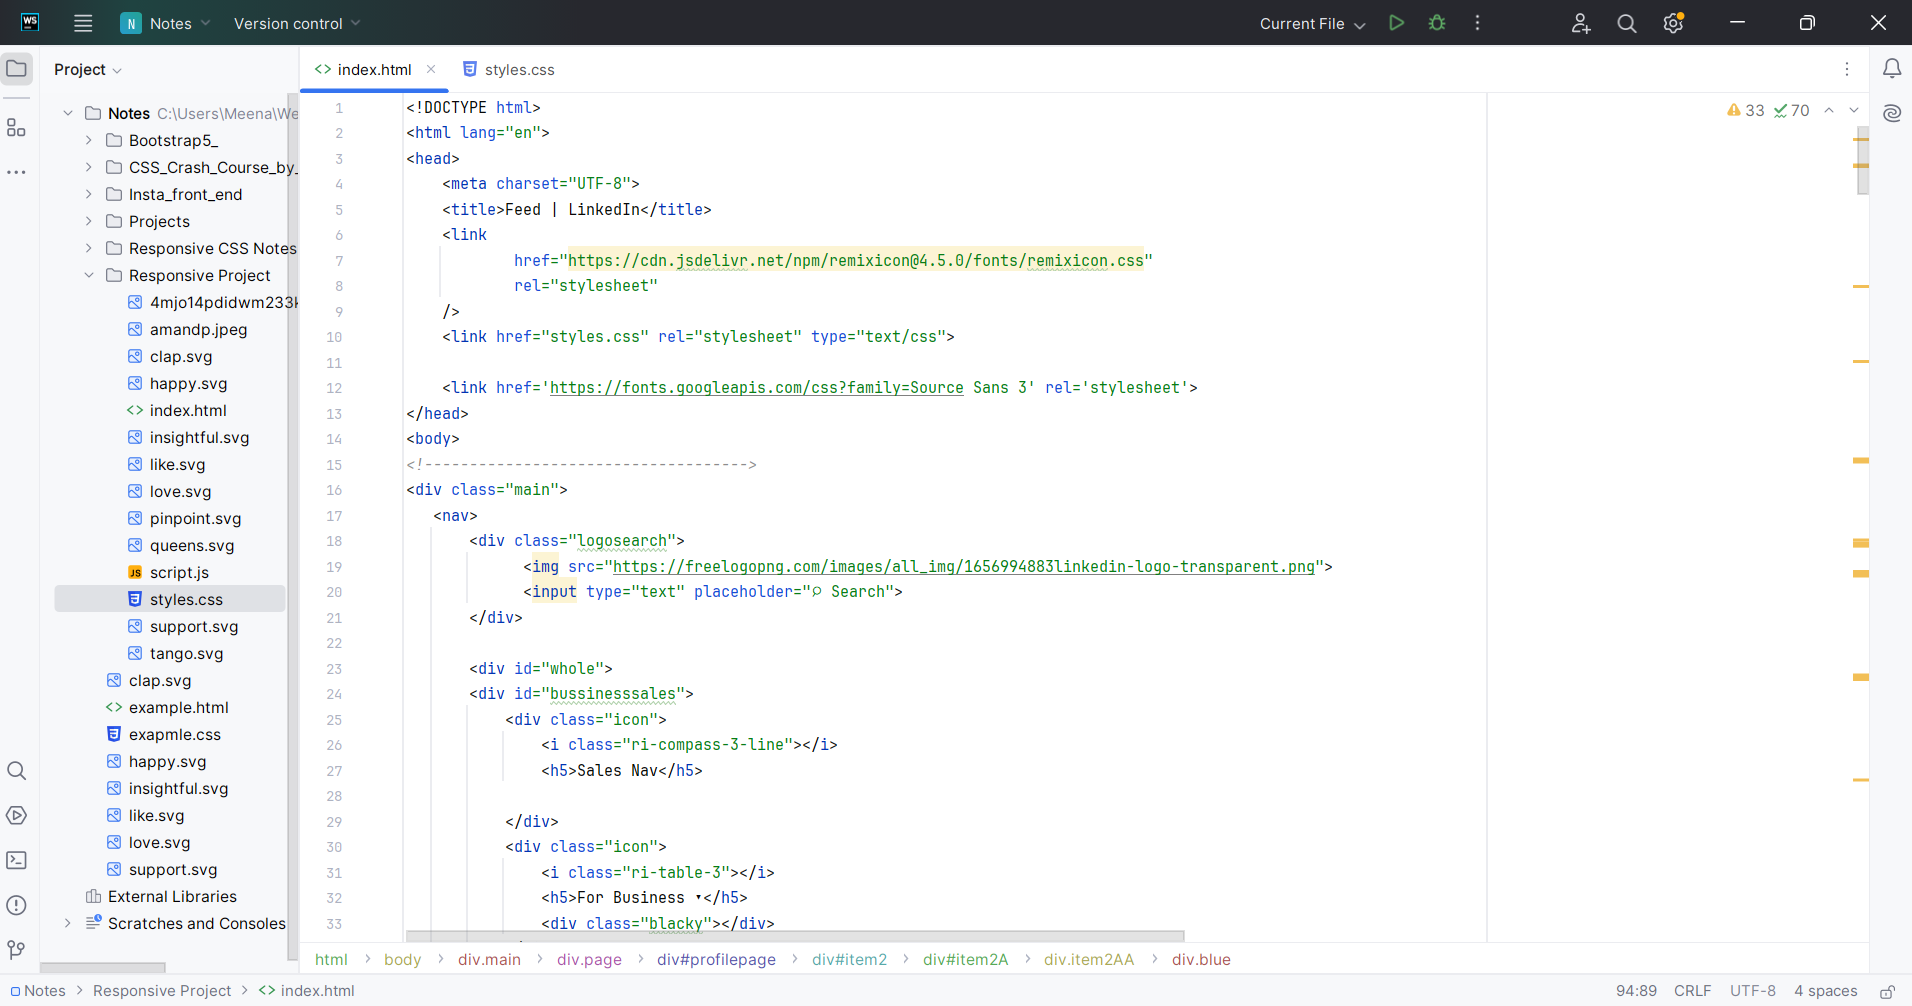 WS
N Notes
Version control
Current File
Project
index.html
styles.css
Notes C:\Users\Meena\We
Bootstrap5_
CSS_Crash_Course_by_
Insta_front_end
Projects
Responsive CSS Notes
Responsive Project
4mjo14pdidwm233k
amandp.jpeg
clap.svg
happy.svg
index.html
insightful.svg
like.svg
love.svg
pinpoint.svg
queens.svg
script.js
styles.css
support.svg
tango.svg
clap.svg
example.html
exapmle.css
happy.svg
insightful.svg
like.svg
love.svg
support.svg
External Libraries
Scratches and Consoles
33 70
1 <!DOCTYPE html>
2 <html lang="en">
3 <head>
4 <meta charset="UTF-8">
5 <title>Feed | LinkedIn</title>
6 <link
7 href="https://cdn.jsdelivr.net/npm/remixicon@4.5.0/fonts/remixicon.css"
8 rel="stylesheet"
9 />
10 <link href="styles.css" rel="stylesheet" type="text/css">
11
12 <link href='https://fonts.googleapis.com/css?family=Source Sans 3' rel='stylesheet'>
13 </head>
14 <body>
15 <!------------------------------------>
16 <div class="main">
17 <nav>
18 <div class="logosearch">
19 <img src="https://freelogopng.com/images/all_img/1656994883linkedin-logo-transparent.png">
20 <input type="text" placeholder="⌕ Search">
21 </div>
22
23 <div id="whole">
24 <div id="bussinesssales">
25 <div class="icon">
26 <i class="ri-compass-3-line"></i>
27 <h5>Sales Nav</h5>
28
29 </div>
30 <div class="icon">
31 <i class="ri-table-3"></i>
32 <h5>For Business ▾</h5>
33 <div class="blacky"></div>
html > body > div.main > div.page > div#profilepage > div#item2 > div#item2A > div.item2AA > div.blue
Notes > Responsive Project > index.html
94:89 CRLF UTF-8 4 spaces